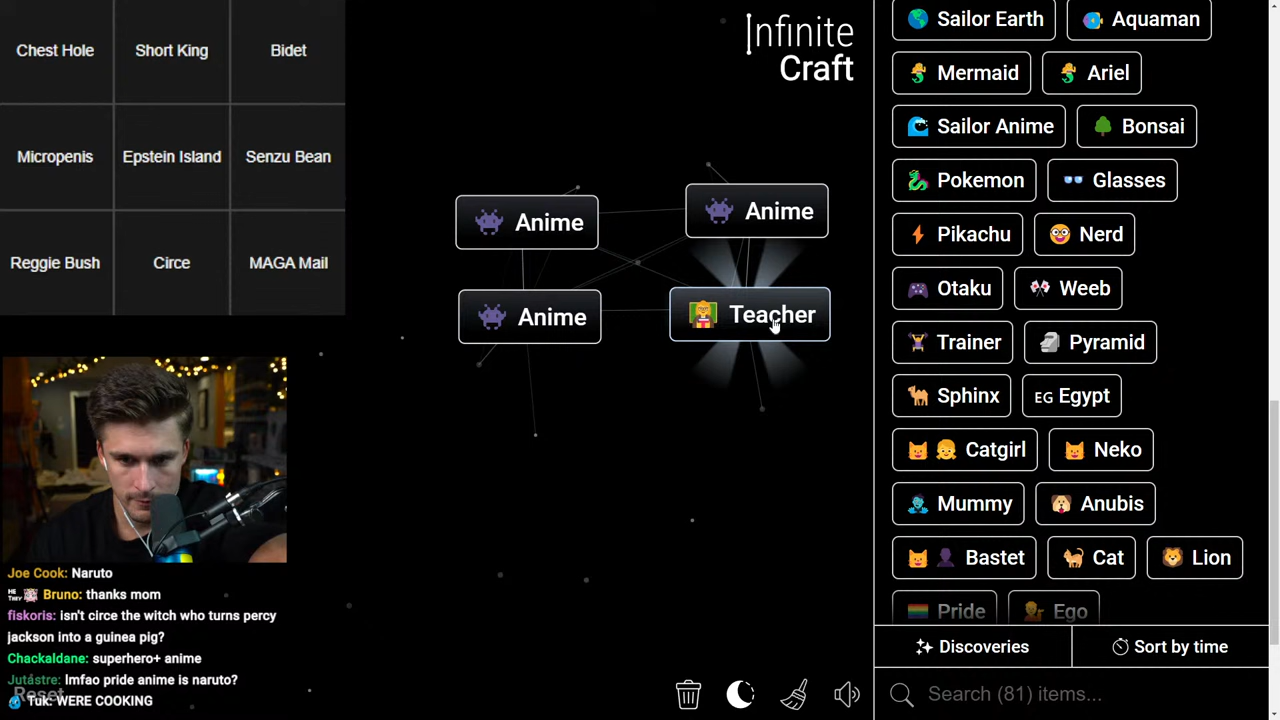 Chest Hole Short King Bidet
Micropenis Epstein Island Senzu Bean
Reggie Bush Circe MAGA Mail
Infinite
Craft
Anime Anime
Anime Teacher
Sailor Earth Aquaman
Mermaid Ariel
Sailor Anime Bonsai
Pokemon Glasses
Pikachu Nerd
Otaku Weeb
Trainer Pyramid
Sphinx EG Egypt
Catgirl Neko
Mummy Anubis
Bastet Cat Lion
Pride Ego
Discoveries Sort by time
Search (81) items...
Joe Cook: Naruto
HE THEY Bruno: thanks mom
fiskoris: isn't circe the witch who turns percy
jackson into a guinea pig?
Chackaldane: superhero+ anime
Jutastre: lmfao pride anime is naruto?
Reset
Tuk: WERE COOKING